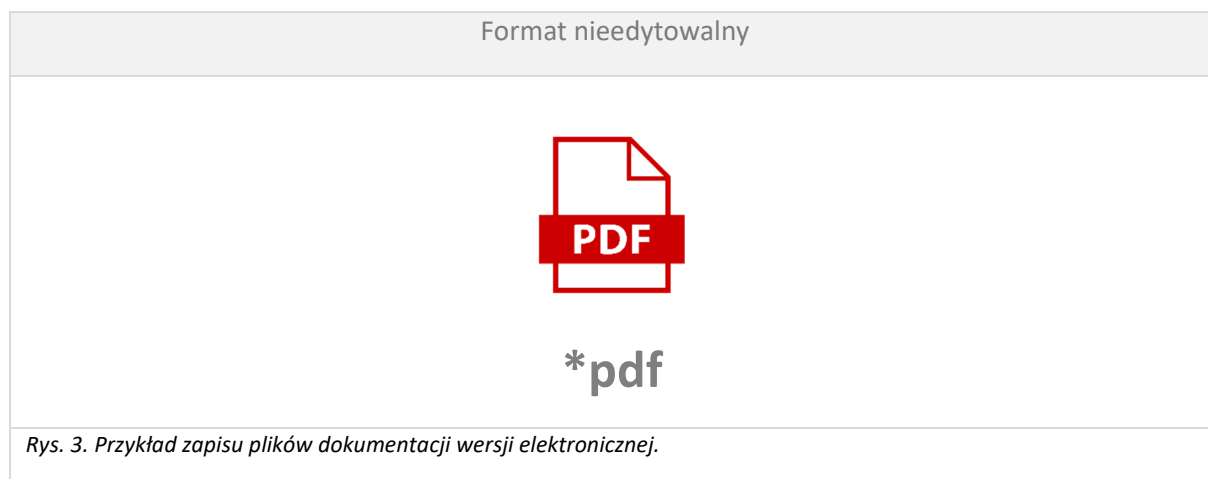 Format nieedytowalny
PDF
*pdf
Rys. 3. Przykład zapisu plików dokumentacji wersji elektronicznej.